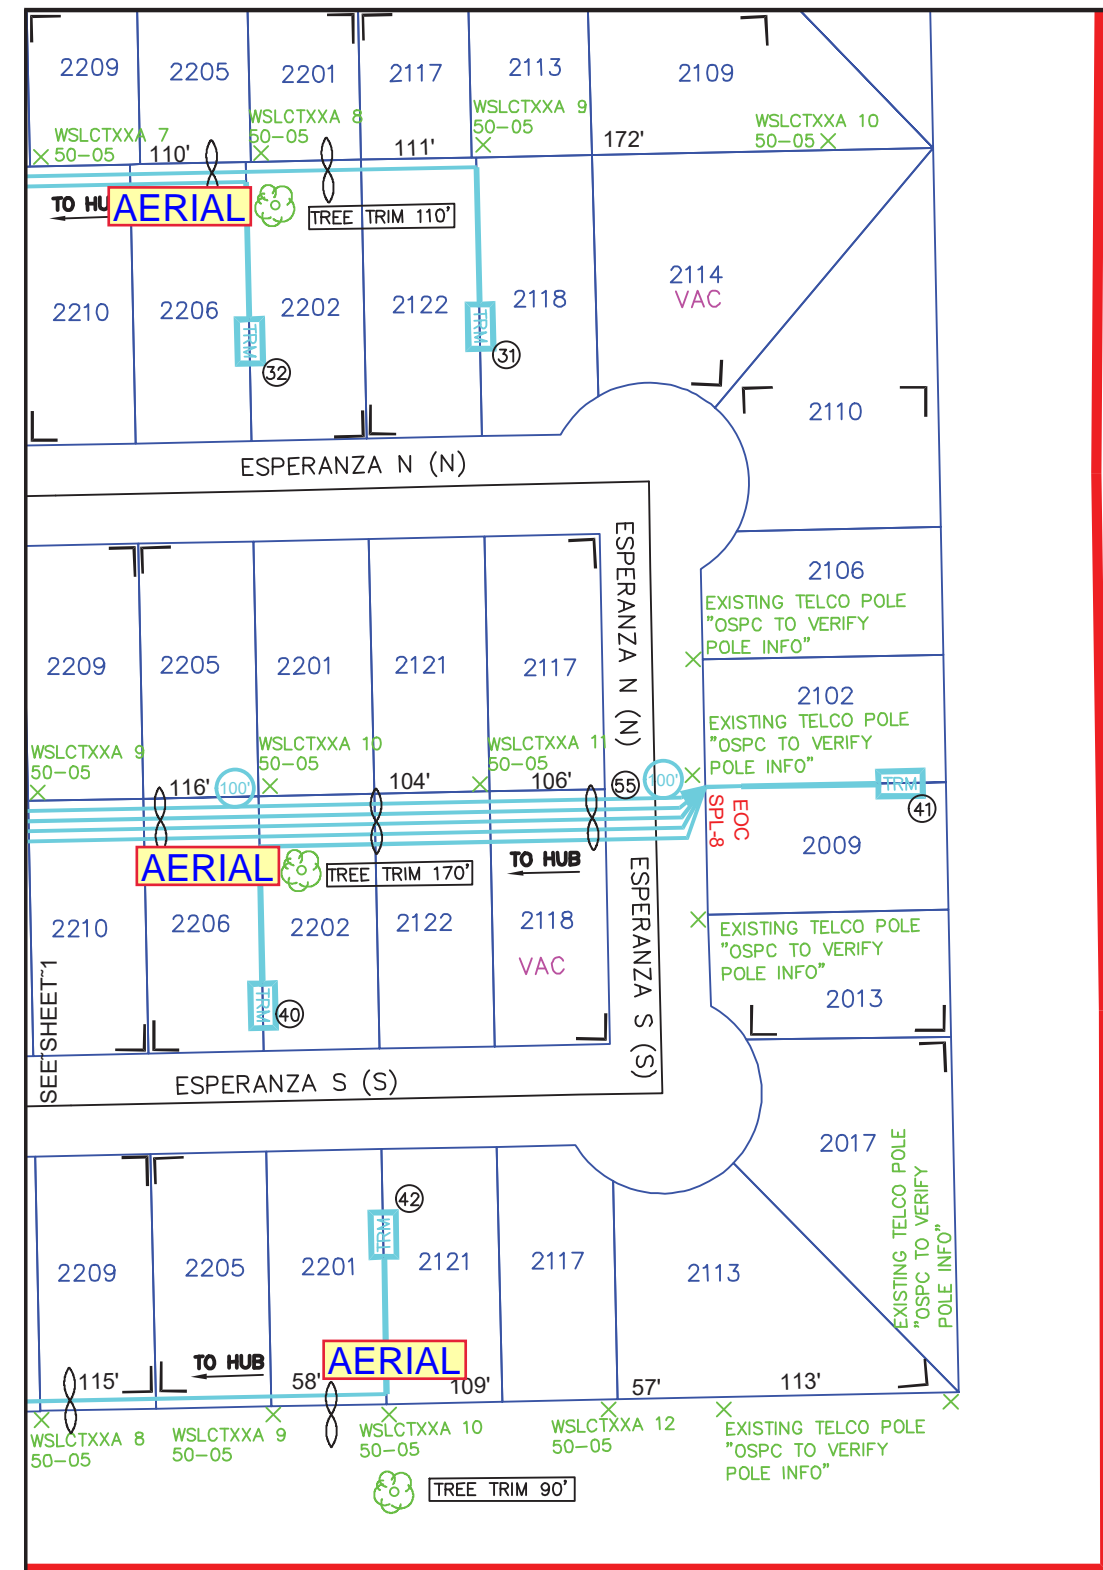 2209
2205
2201
2117
2113
2109
WSLCTXXA 7
50-05
WSLCTXXA 8
50-05
WSLCTXXA 9
50-05
WSLCTXXA 10
50-05
110'
111'
172'
TO HU
AERIAL
TREE TRIM 110'
2210
2206
2202
2122
2118
2114
VAC
TRM
32
TRM
31
2110
ESPERANZA N (N)
ESPERANZA N (N)
2106
EXISTING TELCO POLE
"OSPC TO VERIFY
POLE INFO"
2209
2205
2201
2121
2117
2102
EXISTING TELCO POLE
"OSPC TO VERIFY
POLE INFO"
WSLCTXXA 9
50-05
WSLCTXXA 10
50-05
WSLCTXXA 11
50-05
116'
100'
104'
106'
55
100'
TRM
41
EOC
SPL-8
2009
AERIAL
TREE TRIM 170'
TO HUB
2210
2206
2202
2122
2118
VAC
ESPERANZA S (S)
EXISTING TELCO POLE
"OSPC TO VERIFY
POLE INFO"
2013
SEE~SHEET~1
TRM
40
ESPERANZA S (S)
2017
EXISTING TELCO POLE
"OSPC TO VERIFY
POLE INFO"
42
TRM
2209
2205
2201
2121
2117
2113
AERIAL
TO HUB
115'
58'
109'
57'
113'
WSLCTXXA 8
50-05
WSLCTXXA 9
50-05
WSLCTXXA 10
50-05
WSLCTXXA 12
50-05
EXISTING TELCO POLE
"OSPC TO VERIFY
POLE INFO"
TREE TRIM 90'